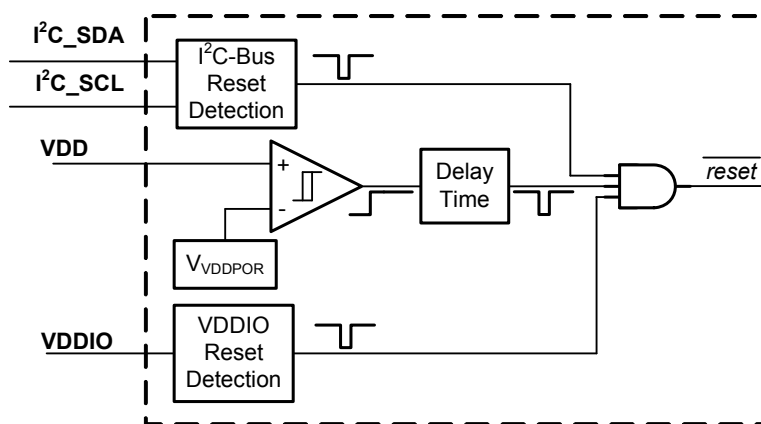 I²C_SDA
I²C_SCL
I²C-Bus
Reset
Detection
VDD
+
-
V_VDDPOR
Delay
Time
reset
VDDIO
VDDIO
Reset
Detection